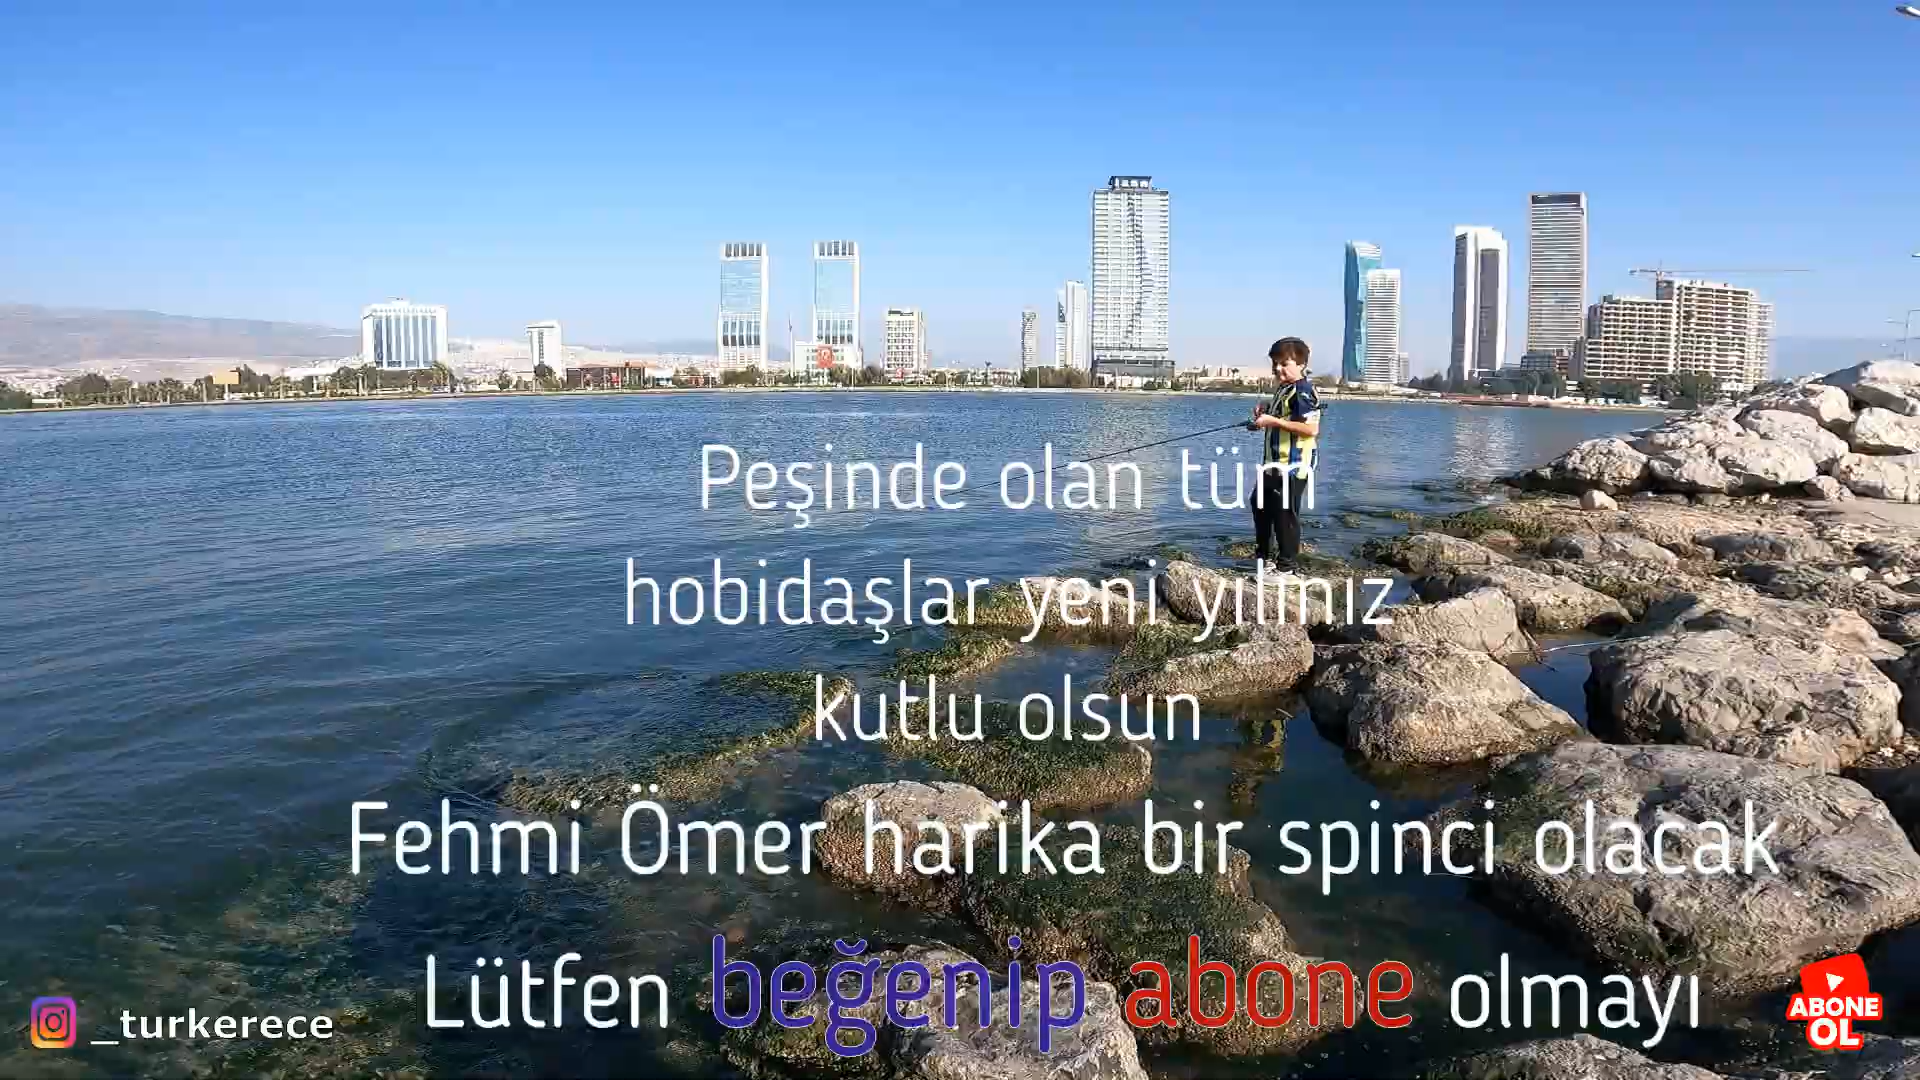 Peşinde olan tüm
hobidaşlar yeni yılınız
kutlu olsun
Fehmi Ömer harika bir spinci olacak
Lütfen beğenip abone olmayı
_turkerece
ABONE
OL